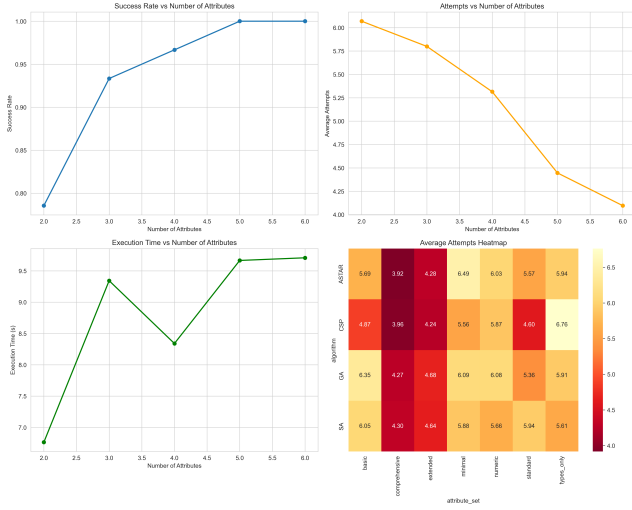 Success Rate vs Number of Attributes
1.00
0.95
0.90
0.85
0.80
Success Rate
2.0 2.5 3.0 3.5 4.0 4.5 5.0 5.5 6.0
Number of Attributes
Attempts vs Number of Attributes
6.00
5.75
5.50
5.25
5.00
4.75
4.50
4.25
4.00
Average Attempts
2.0 2.5 3.0 3.5 4.0 4.5 5.0 5.5 6.0
Number of Attributes
Execution Time vs Number of Attributes
9.5
9.0
8.5
8.0
7.5
7.0
Execution Time (s)
2.0 2.5 3.0 3.5 4.0 4.5 5.0 5.5 6.0
Number of Attributes
Average Attempts Heatmap
ASTAR 5.69 3.92 4.28 6.49 6.03 5.57 5.94
CSP 4.87 3.96 4.24 5.56 5.87 4.60 6.76
GA 6.35 4.27 4.68 6.09 6.08 5.36 5.91
SA 6.05 4.30 4.64 5.88 5.66 5.94 5.61
algorithm
basic comprehensive extended minimal numeric standard types_only
attribute_set
6.5
6.0
5.5
5.0
4.5
4.0